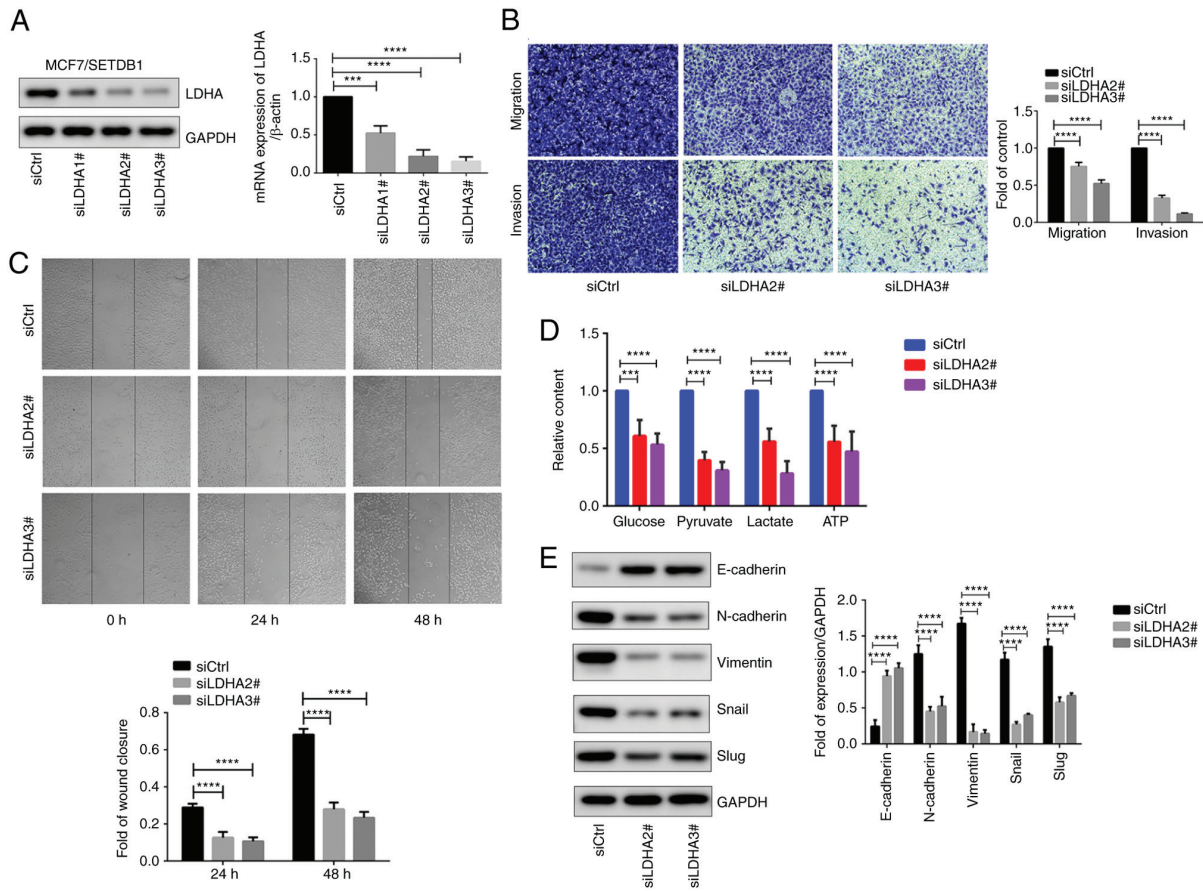 A
MCF7/SETDB1
LDHA
GAPDH
siCtrl
siLDHA1#
siLDHA2#
siLDHA3#
mRNA expression of LDHA
/β-actin
1.5
1.0
0.5
0.0
***
****
****
siCtrl
siLDHA1#
siLDHA2#
siLDHA3#
B
Migration
Invasion
siCtrl
siLDHA2#
siLDHA3#
siCtrl
siLDHA2#
siLDHA3#
Fold of control
1.5
1.0
0.5
0.0
****
****
****
****
Migration
Invasion
C
siCtrl
siLDHA2#
siLDHA3#
0 h
24 h
48 h
siCtrl
siLDHA2#
siLDHA3#
Fold of wound closure
0.8
0.6
0.4
0.2
0.0
****
****
****
****
24 h
48 h
D
Relative content
1.5
1.0
0.5
0.0
****
***
****
****
****
****
****
****
Glucose
Pyruvate
Lactate
ATP
siCtrl
siLDHA2#
siLDHA3#
E
E-cadherin
N-cadherin
Vimentin
Snail
Slug
GAPDH
siCtrl
siLDHA2#
siLDHA3#
Fold of expression/GAPDH
2.0
1.5
1.0
0.5
0.0
****
****
****
****
****
****
****
****
****
****
E-cadherin
N-cadherin
Vimentin
Snail
Slug
siCtrl
siLDHA2#
siLDHA3#